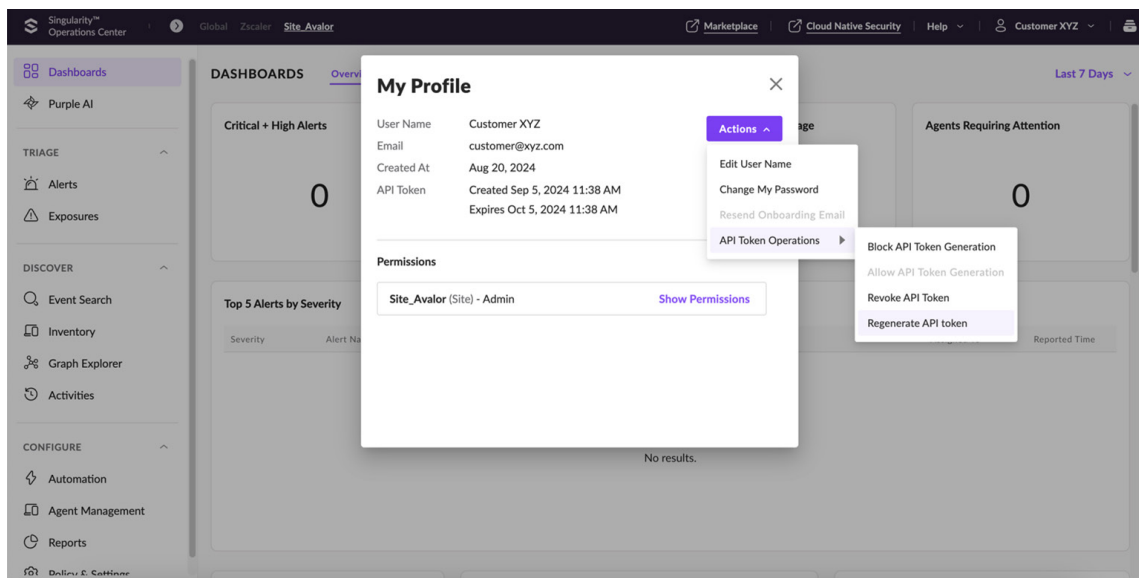 Singularity™
Operations Center
Global Zscaler Site_Avalor
Marketplace
Cloud Native Security
Help
Customer XYZ
Dashboards
Purple AI
TRIAGE
Alerts
Exposures
DISCOVER
Event Search
Inventory
Graph Explorer
Activities
CONFIGURE
Automation
Agent Management
Reports
Policy & Settings
DASHBOARDS
Last 7 Days
Critical + High Alerts
0
Agents Requiring Attention
0
Top 5 Alerts by Severity
Severity
Reported Time
No results.
My Profile
User Name Customer XYZ
Email customer@xyz.com
Created At Aug 20, 2024
API Token Created Sep 5, 2024 11:38 AM
Expires Oct 5, 2024 11:38 AM
Permissions
Site_Avalor (Site) - Admin Show Permissions
Actions
Edit User Name
Change My Password
Resend Onboarding Email
API Token Operations
Block API Token Generation
Allow API Token Generation
Revoke API Token
Regenerate API token